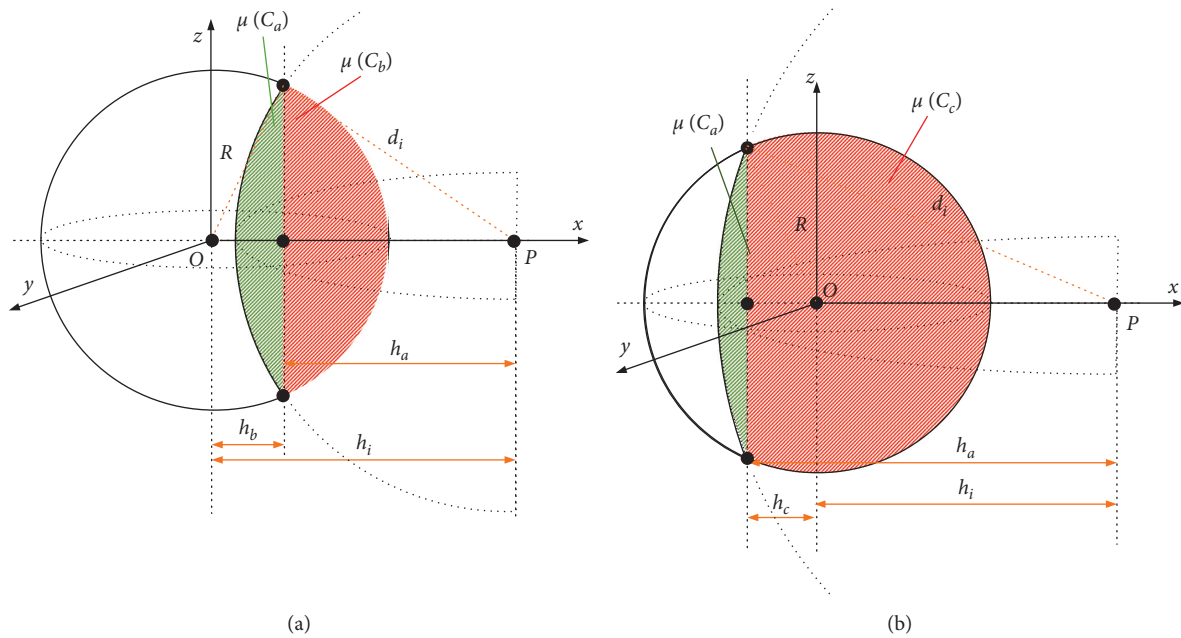 μ (C_a)
z
μ (C_b)
d_i
R
x
O
P
y
h_a
h_b
h_i
(a)
z
μ (C_c)
μ (C_a)
d_i
R
x
O
P
y
h_a
h_i
h_c
(b)